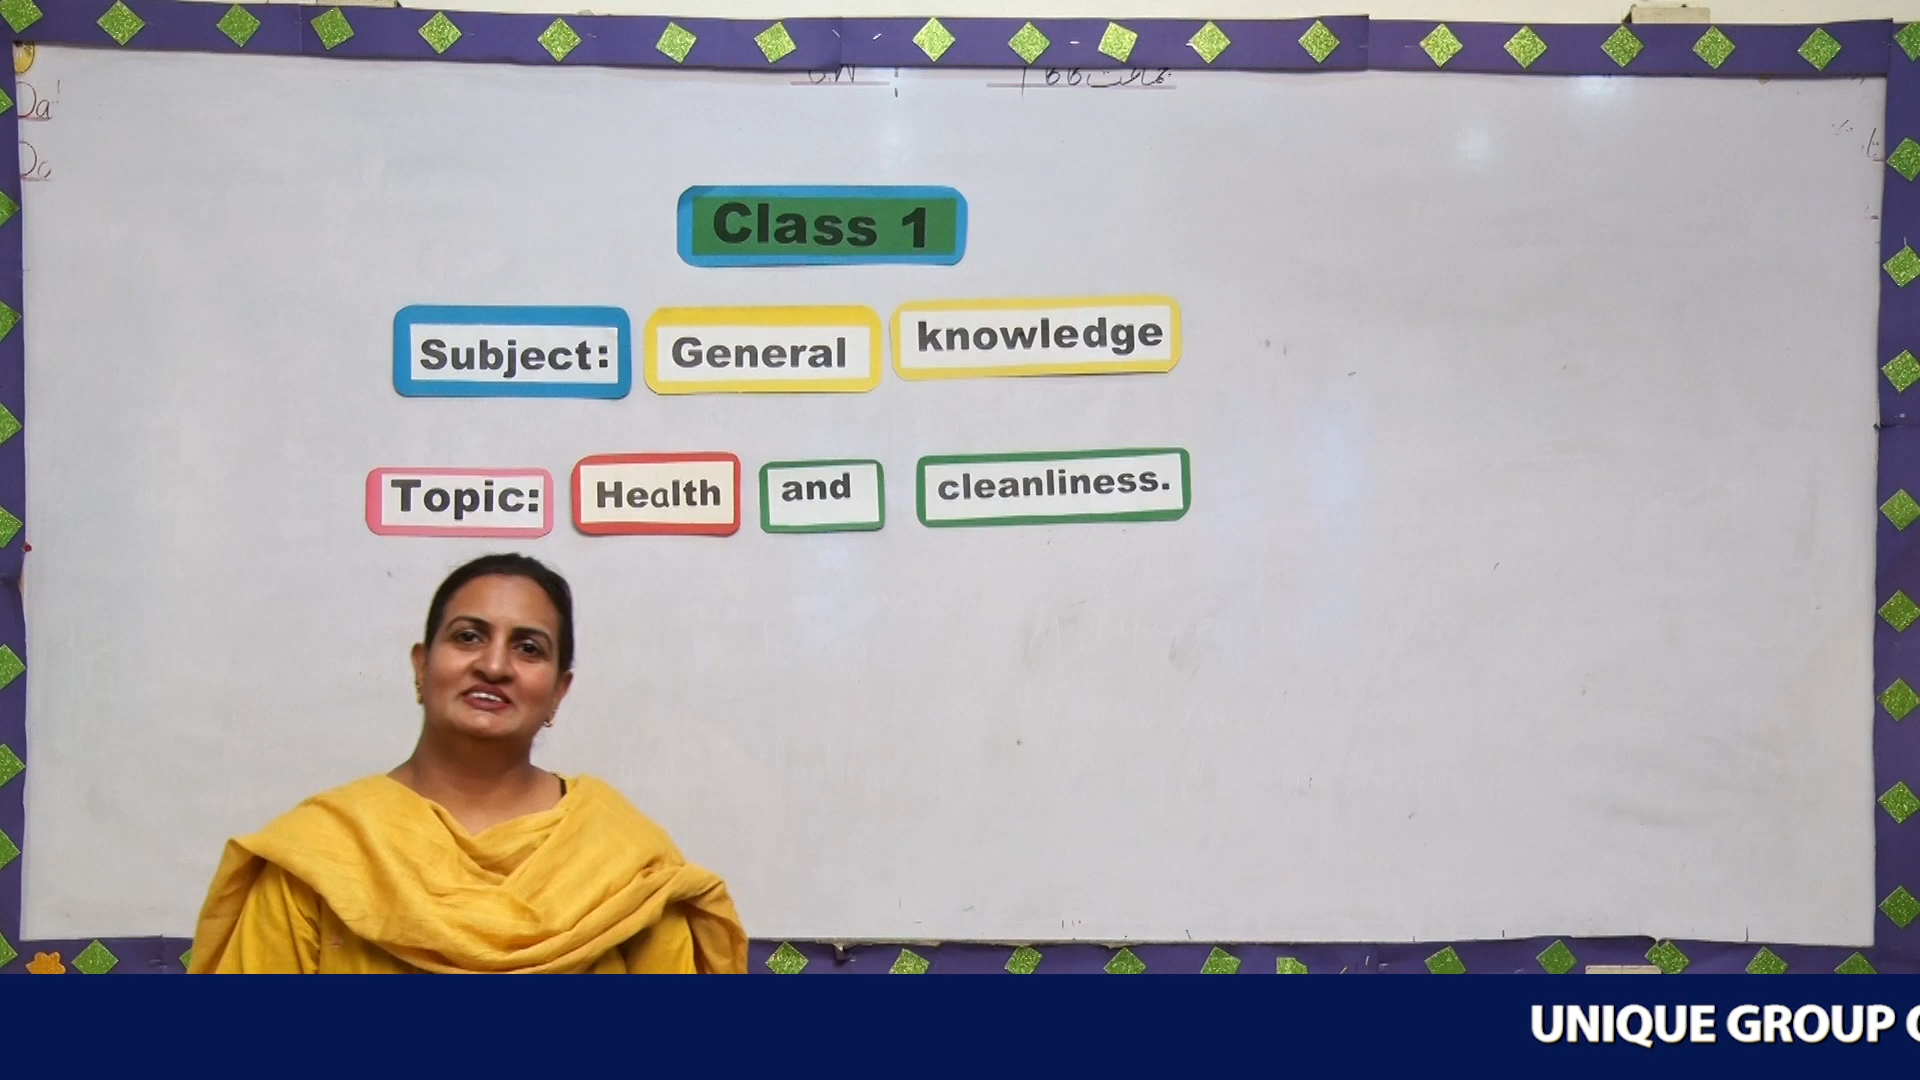 Class 1
Subject: General knowledge
Topic: Health and cleanliness.
UNIQUE GROUP